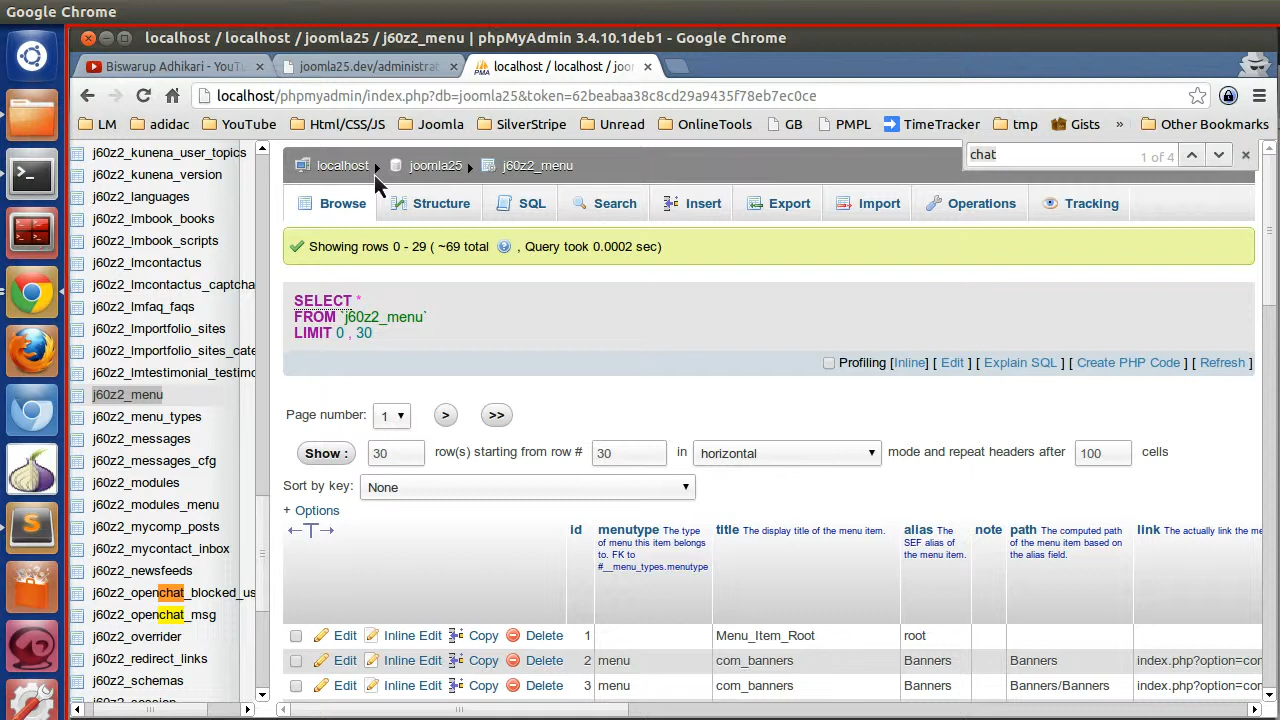 Google Chrome
localhost / localhost / joomla25 / j60z2_menu | phpMyAdmin 3.4.10.1deb1 - Google Chrome
Biswarup Adhikari - YouTu
joomla25.dev/administrat
localhost / localhost / joom
localhost/phpmyadmin/index.php?db=joomla25&token=62beabaa38c8cd29a9435f78eb7ec0ce
LM adidac YouTube Html/CSS/JS Joomla SilverStripe Unread OnlineTools GB PMPL TimeTracker tmp Gists » Other Bookmarks
chat 1 of 4
j60z2_kunena_user_topics
j60z2_kunena_version
j60z2_languages
j60z2_lmbook_books
j60z2_lmbook_scripts
j60z2_lmcontactus
j60z2_lmcontactus_captcha
j60z2_lmfaq_faqs
j60z2_lmportfolio_sites
j60z2_lmportfolio_sites_cate
j60z2_lmtestimonial_testimo
j60z2_menu
j60z2_menu_types
j60z2_messages
j60z2_messages_cfg
j60z2_modules
j60z2_modules_menu
j60z2_mycomp_posts
j60z2_mycontact_inbox
j60z2_newsfeeds
j60z2_openchat_blocked_us
j60z2_openchat_msg
j60z2_overrider
j60z2_redirect_links
j60z2_schemas
j60z2_session
localhost joomla25 j60z2_menu
Browse Structure SQL Search Insert Export Import Operations Tracking
Showing rows 0 - 29 ( ~69 total , Query took 0.0002 sec)
SELECT *
FROM `j60z2_menu`
LIMIT 0 , 30
Profiling [Inline] [ Edit ] [ Explain SQL ] [ Create PHP Code ] [ Refresh ]
Page number: 1 > >>
Show : 30 row(s) starting from row # 30 in horizontal mode and repeat headers after 100 cells
Sort by key: None
+ Options
id
menutype The type
of menu this item belongs
to. FK to
#__menu_types.menutype
title The display title of the menu item.
alias The
SEF alias of
the menu item.
note
path The computed path
of the menu item based on
the alias field.
link The actually link the me
Edit Inline Edit Copy Delete 1 Menu_Item_Root root
Edit Inline Edit Copy Delete 2 menu com_banners Banners Banners index.php?option=cor
Edit Inline Edit Copy Delete 3 menu com_banners Banners Banners/Banners index.php?option=cor